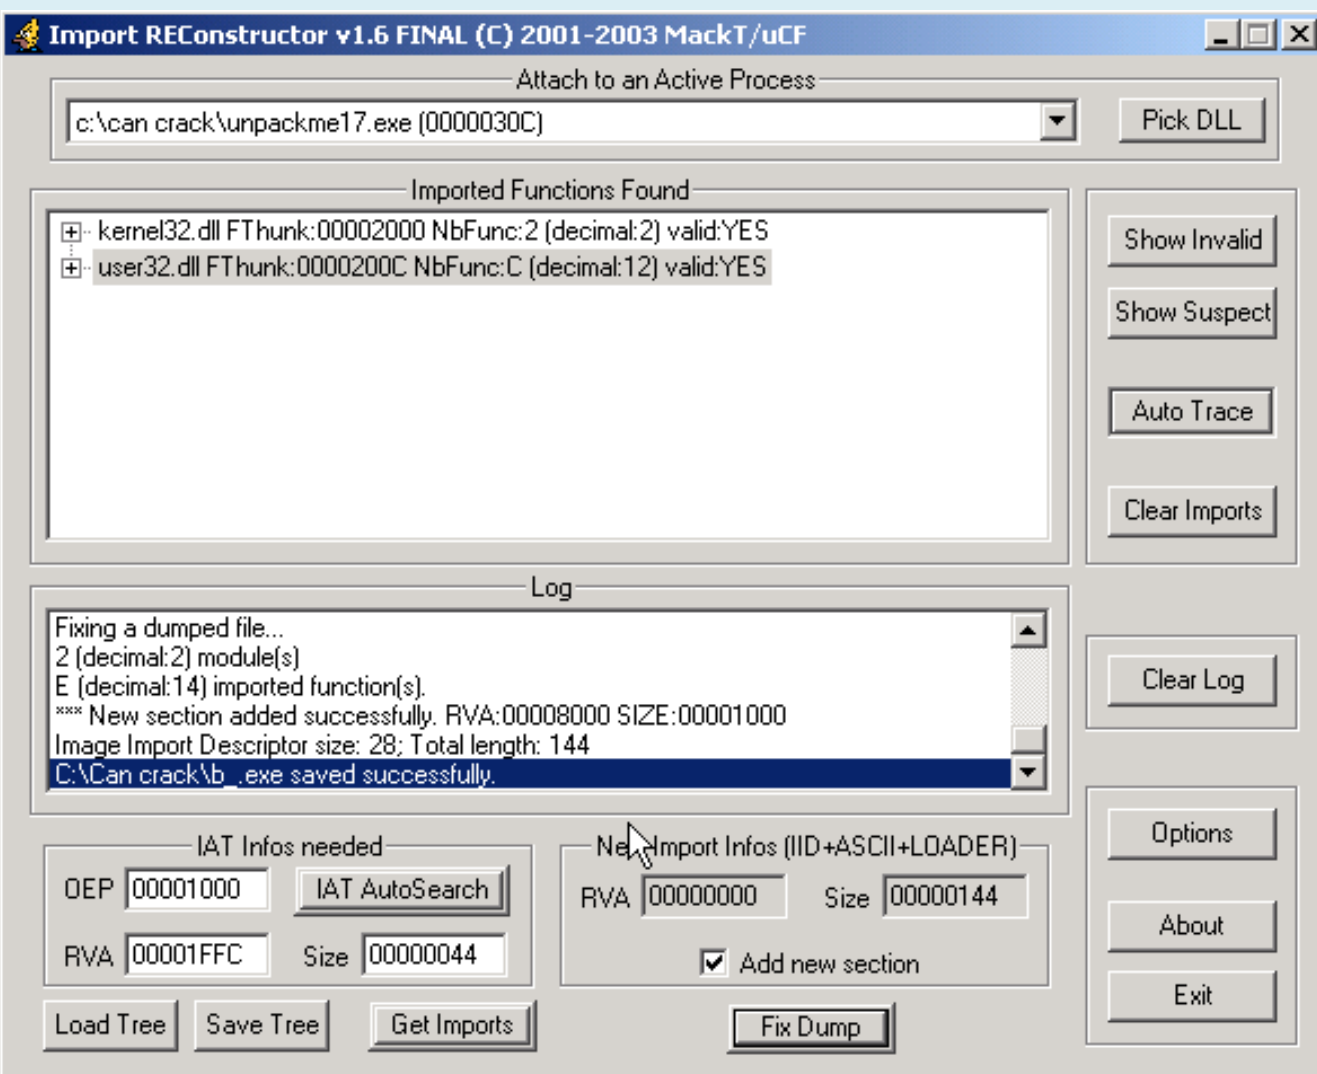 Import REConstructor v1.6 FINAL (C) 2001-2003 MackT/uCF
Attach to an Active Process
c:\can crack\unpackme17.exe (0000030C)
Pick DLL
Imported Functions Found
kernel32.dll FThunk:00002000 NbFunc:2 (decimal:2) valid:YES
user32.dll FThunk:0000200C NbFunc:C (decimal:12) valid:YES
Show Invalid
Show Suspect
Auto Trace
Clear Imports
Log
Fixing a dumped file...
2 (decimal:2) module(s)
E (decimal:14) imported function(s).
*** New section added successfully. RVA:00008000 SIZE:00001000
Image Import Descriptor size: 28; Total length: 144
C:\Can crack\b_.exe saved successfully.
Clear Log
IAT Infos needed
OEP 00001000 IAT AutoSearch
RVA 00001FFC Size 00000044
New Import Infos (IID+ASCII+LOADER)
RVA 00000000 Size 00000144
Add new section
Options
About
Exit
Load Tree Save Tree Get Imports Fix Dump